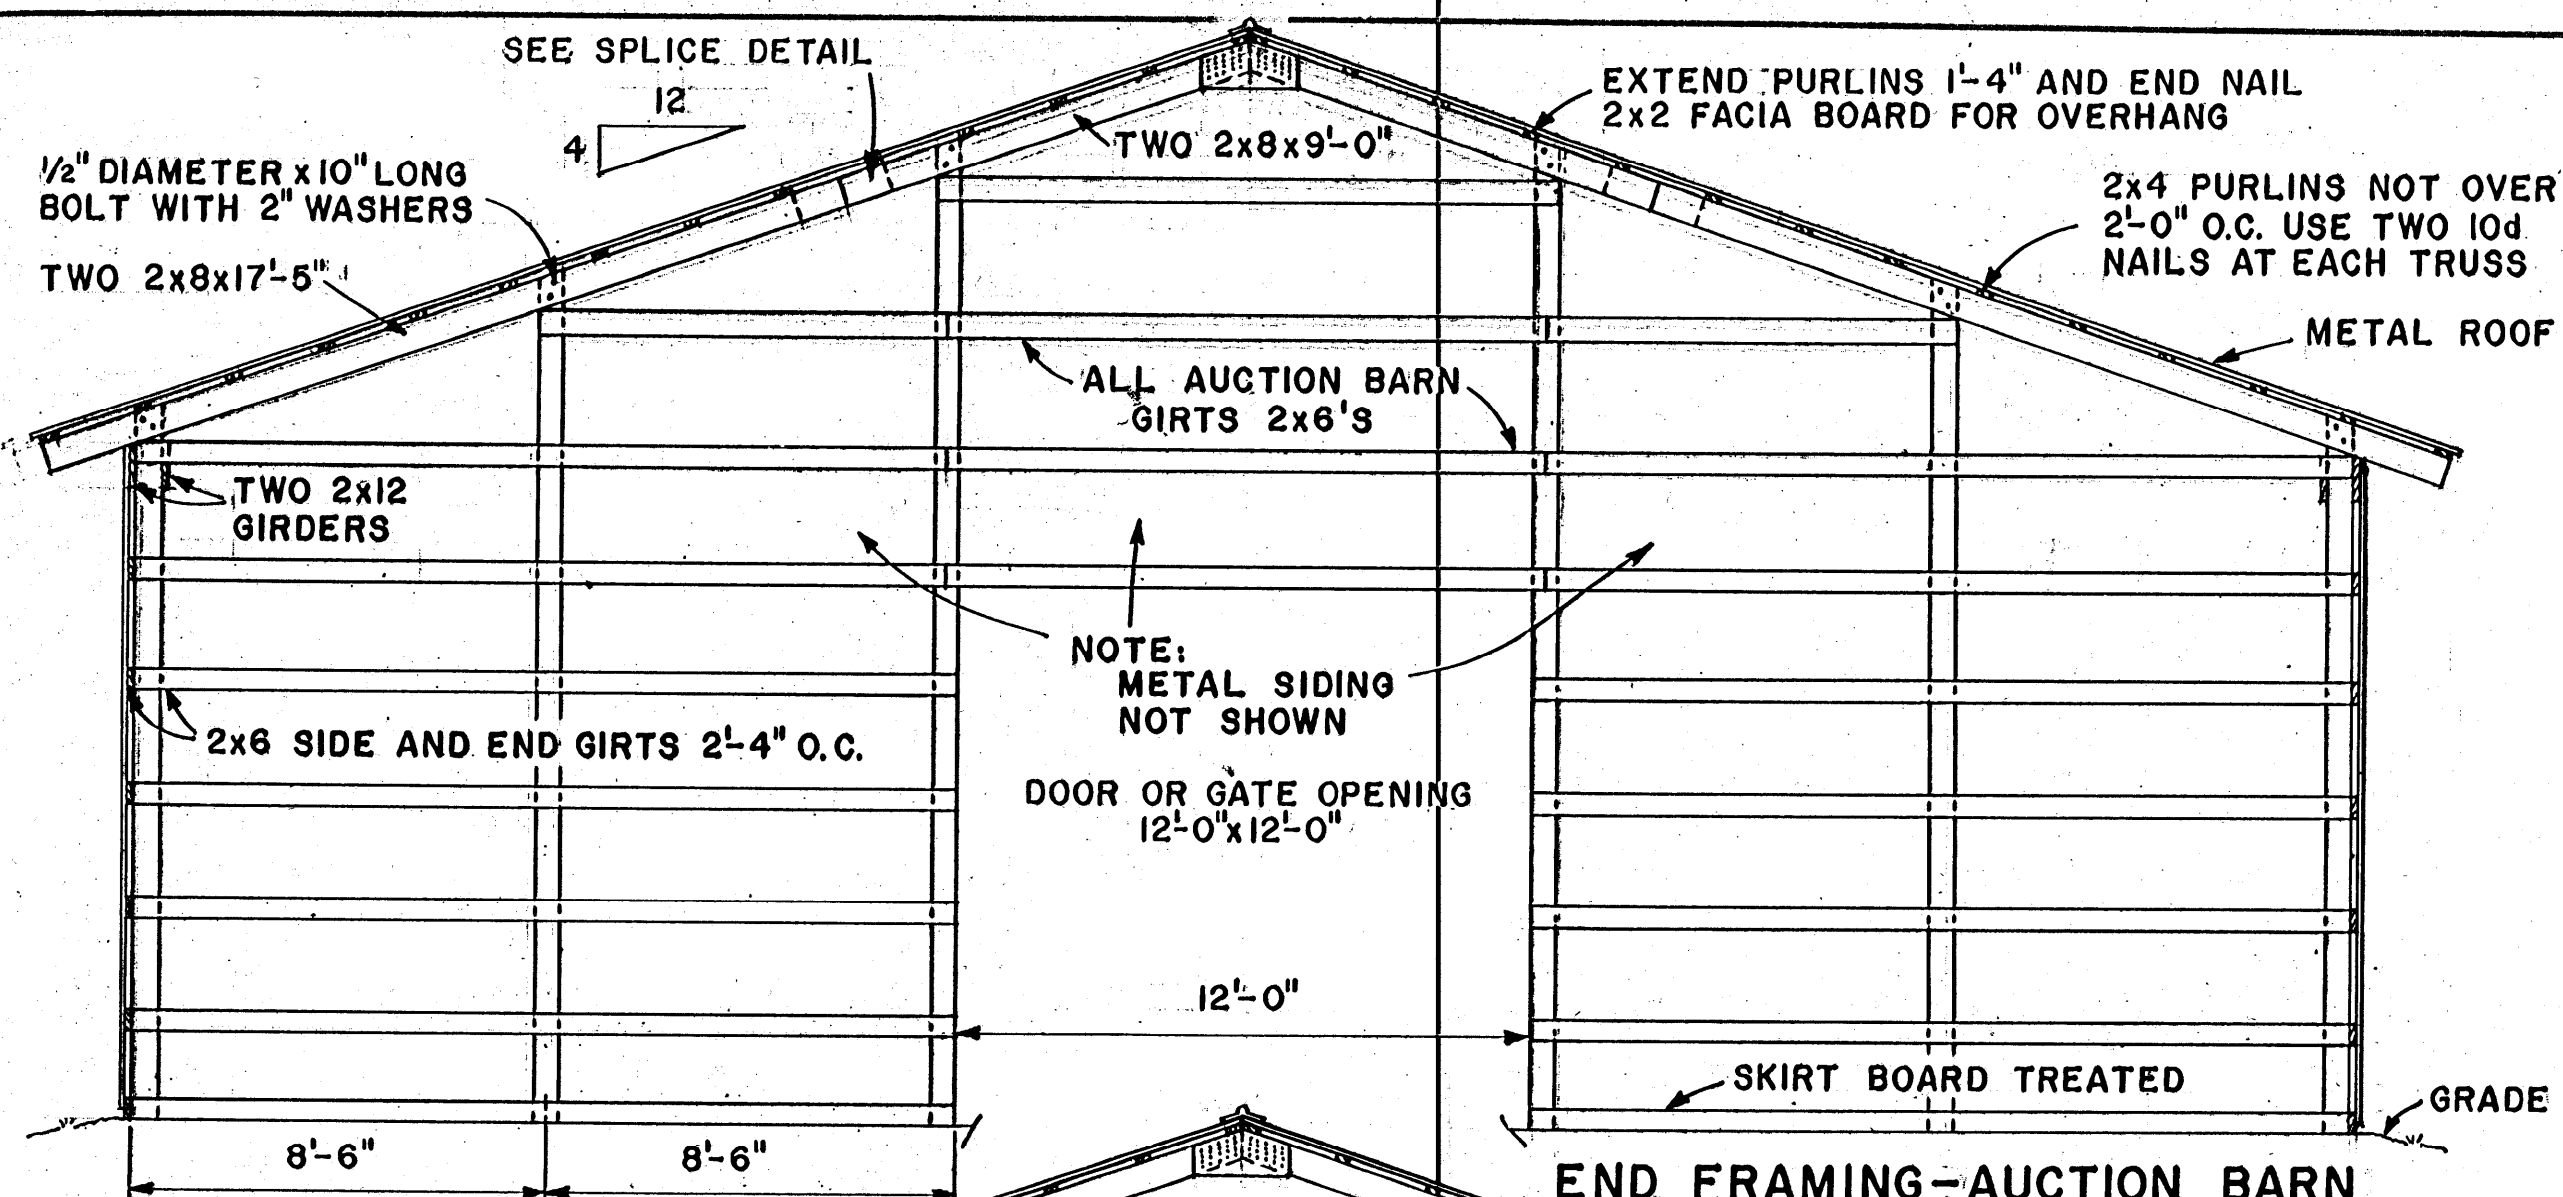 SEE SPLICE DETAIL
12
4
1/2" DIAMETER x 10" LONG
BOLT WITH 2" WASHERS
TWO 2x8x17'-5"
TWO 2x8x9'-0"
EXTEND PURLINS 1'-4" AND END NAIL
2x2 FACIA BOARD FOR OVERHANG
2x4 PURLINS NOT OVER
2'-0" O.C. USE TWO 10d
NAILS AT EACH TRUSS
METAL ROOF
ALL AUCTION BARN
GIRTS 2x6'S
TWO 2x12
GIRDERS
NOTE:
METAL SIDING
NOT SHOWN
2x6 SIDE AND END GIRTS 2'-4" O.C.
DOOR OR GATE OPENING
12'-0"x12'-0"
12'-0"
SKIRT BOARD TREATED
GRADE
8'-6"
8'-6"
END FRAMING-AUCTION BARN